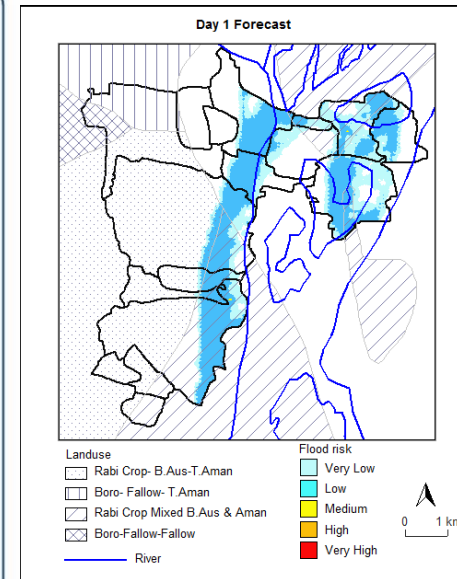 Day 1 Forecast
Landuse
Rabi Crop- B.Aus-T.Aman
Boro- Fallow- T.Aman
Rabi Crop Mixed B.Aus & Aman
Boro-Fallow-Fallow
River
Flood risk
Very Low
Low
Medium
High
Very High
0 1 km